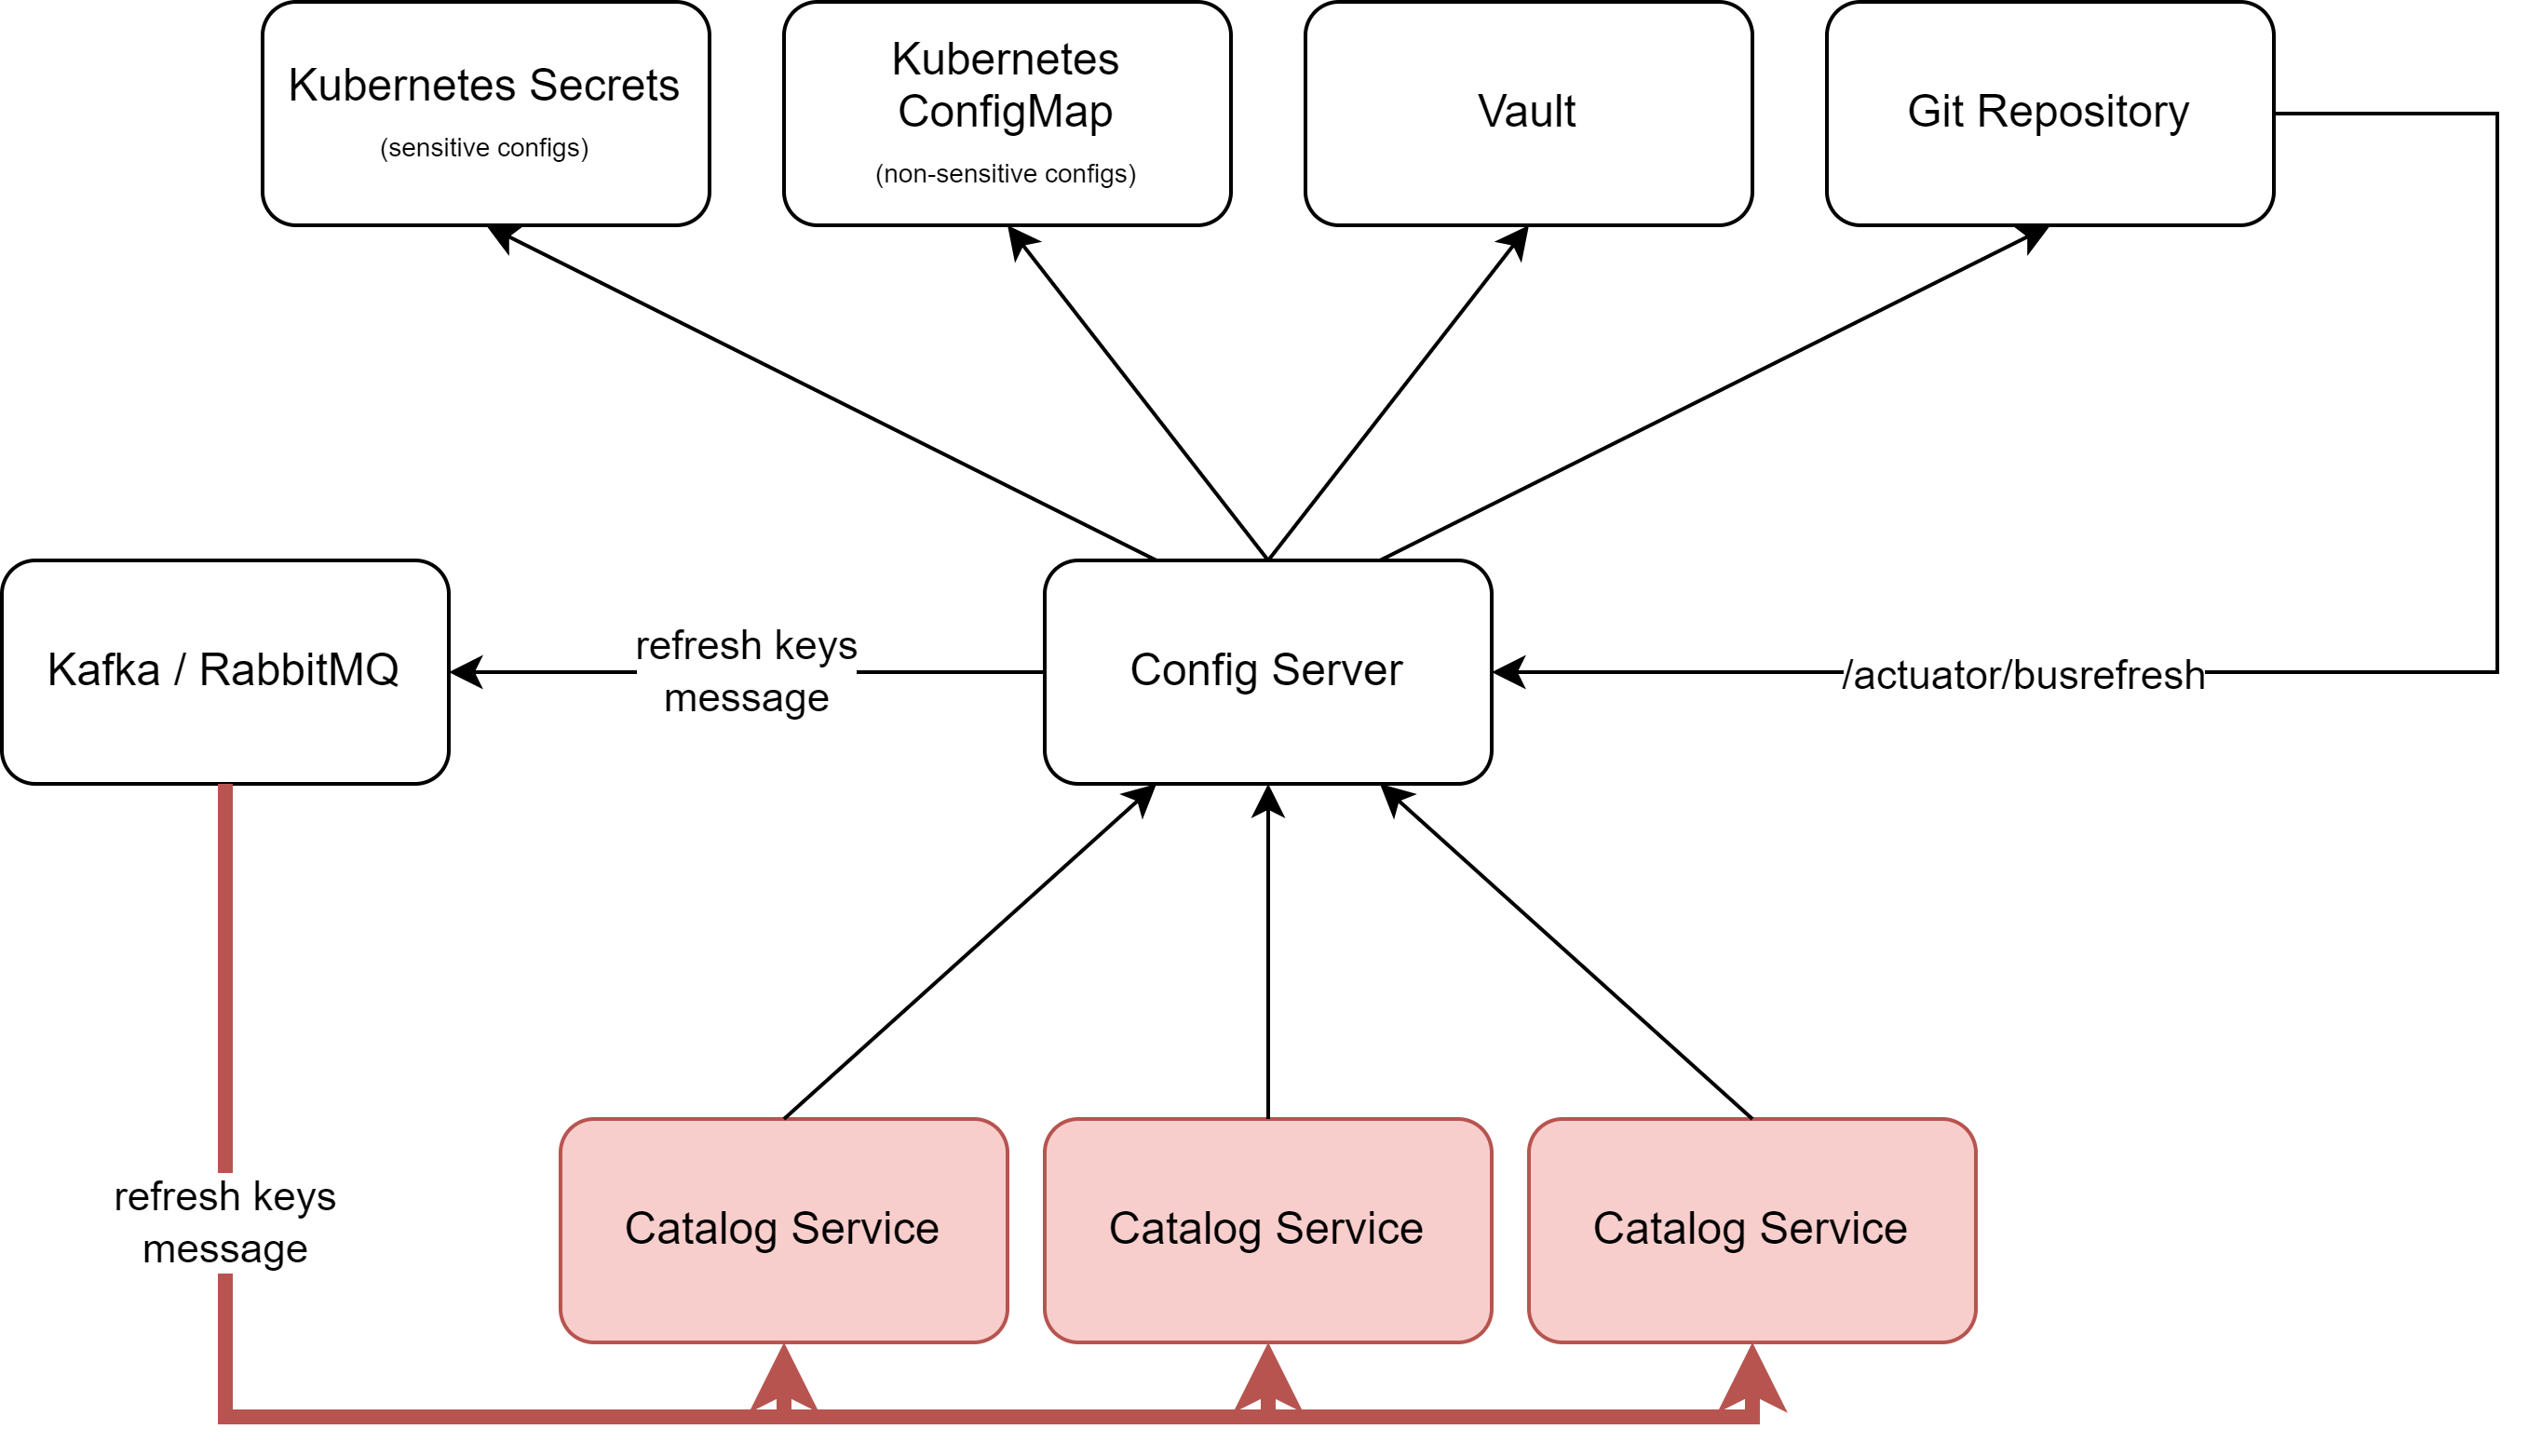 Kubernetes Secrets
(sensitive configs)
Kubernetes
ConfigMap
(non-sensitive configs)
Vault
Git Repository
Kafka / RabbitMQ
refresh keys
message
Config Server
/actuator/busrefresh
refresh keys
message
Catalog Service
Catalog Service
Catalog Service